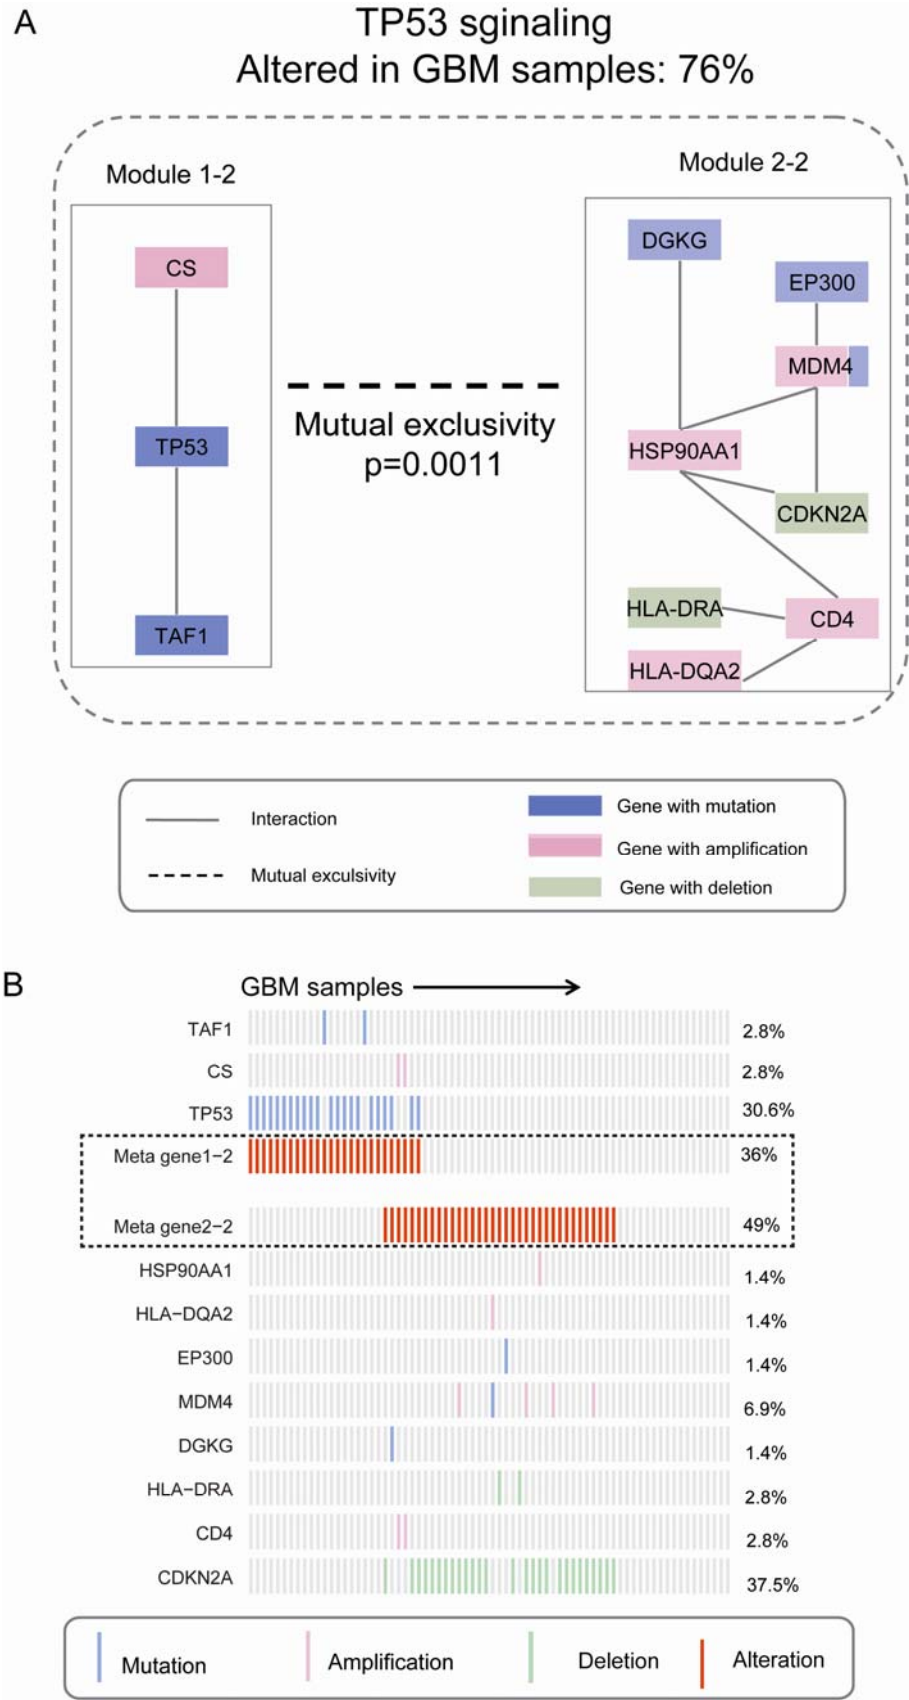 A
TP53 sginaling
Altered in GBM samples: 76%
Module 1-2
Module 2-2
CS
TP53
TAF1
Mutual exclusivity
p=0.0011
DGKG
EP300
MDM4
HSP90AA1
CDKN2A
HLA-DRA
CD4
HLA-DQA2
Interaction
Mutual exculsivity
Gene with mutation
Gene with amplification
Gene with deletion
B
GBM samples
TAF1 2.8%
CS 2.8%
TP53 30.6%
Meta gene1−2 36%
Meta gene2−2 49%
HSP90AA1 1.4%
HLA−DQA2 1.4%
EP300 1.4%
MDM4 6.9%
DGKG 1.4%
HLA−DRA 2.8%
CD4 2.8%
CDKN2A 37.5%
Mutation Amplification Deletion Alteration